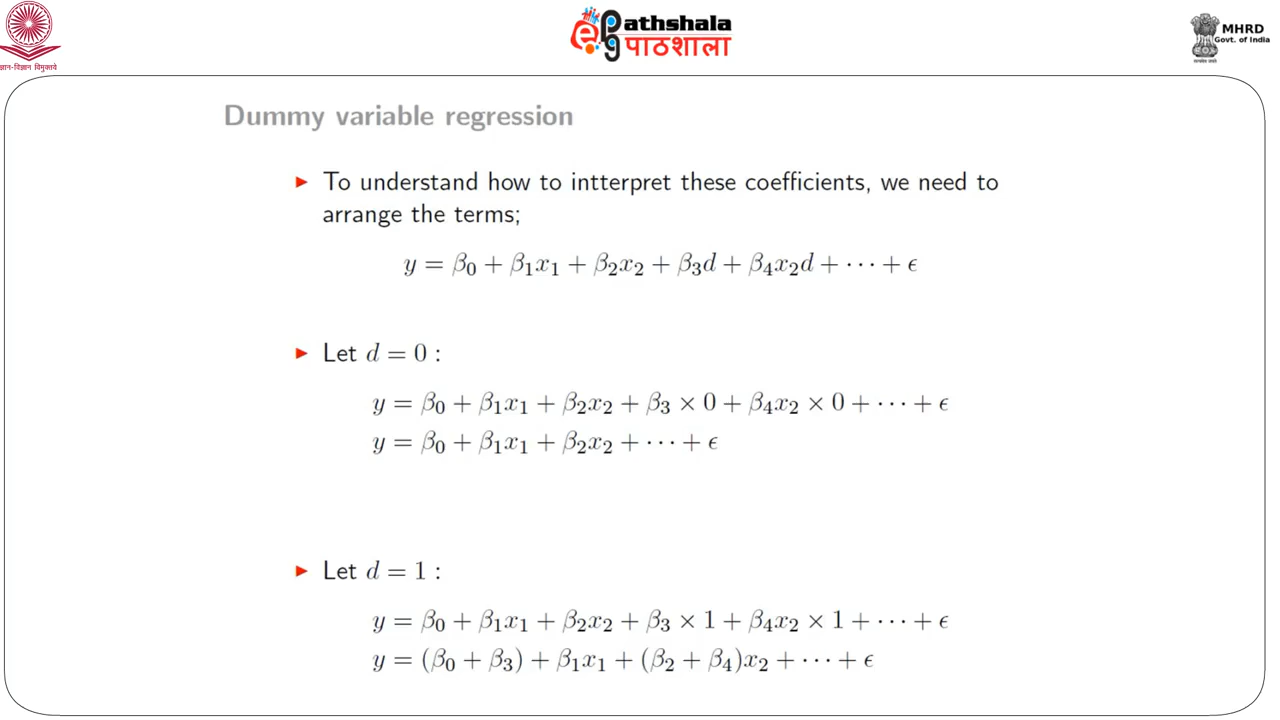 ज्ञान-विज्ञान विमुक्तये
ePathshala
पाठशाला
MHRD
Govt. of India
Dummy variable regression
To understand how to intterpret these coefficients, we need to
arrange the terms;
y = β₀ + β₁x₁ + β₂x₂ + β₃d + β₄x₂d + ⋯ + ϵ
Let d = 0 :
y = β₀ + β₁x₁ + β₂x₂ + β₃ × 0 + β₄x₂ × 0 + ⋯ + ϵ
y = β₀ + β₁x₁ + β₂x₂ + ⋯ + ϵ
Let d = 1 :
y = β₀ + β₁x₁ + β₂x₂ + β₃ × 1 + β₄x₂ × 1 + ⋯ + ϵ
y = (β₀ + β₃) + β₁x₁ + (β₂ + β₄)x₂ + ⋯ + ϵ